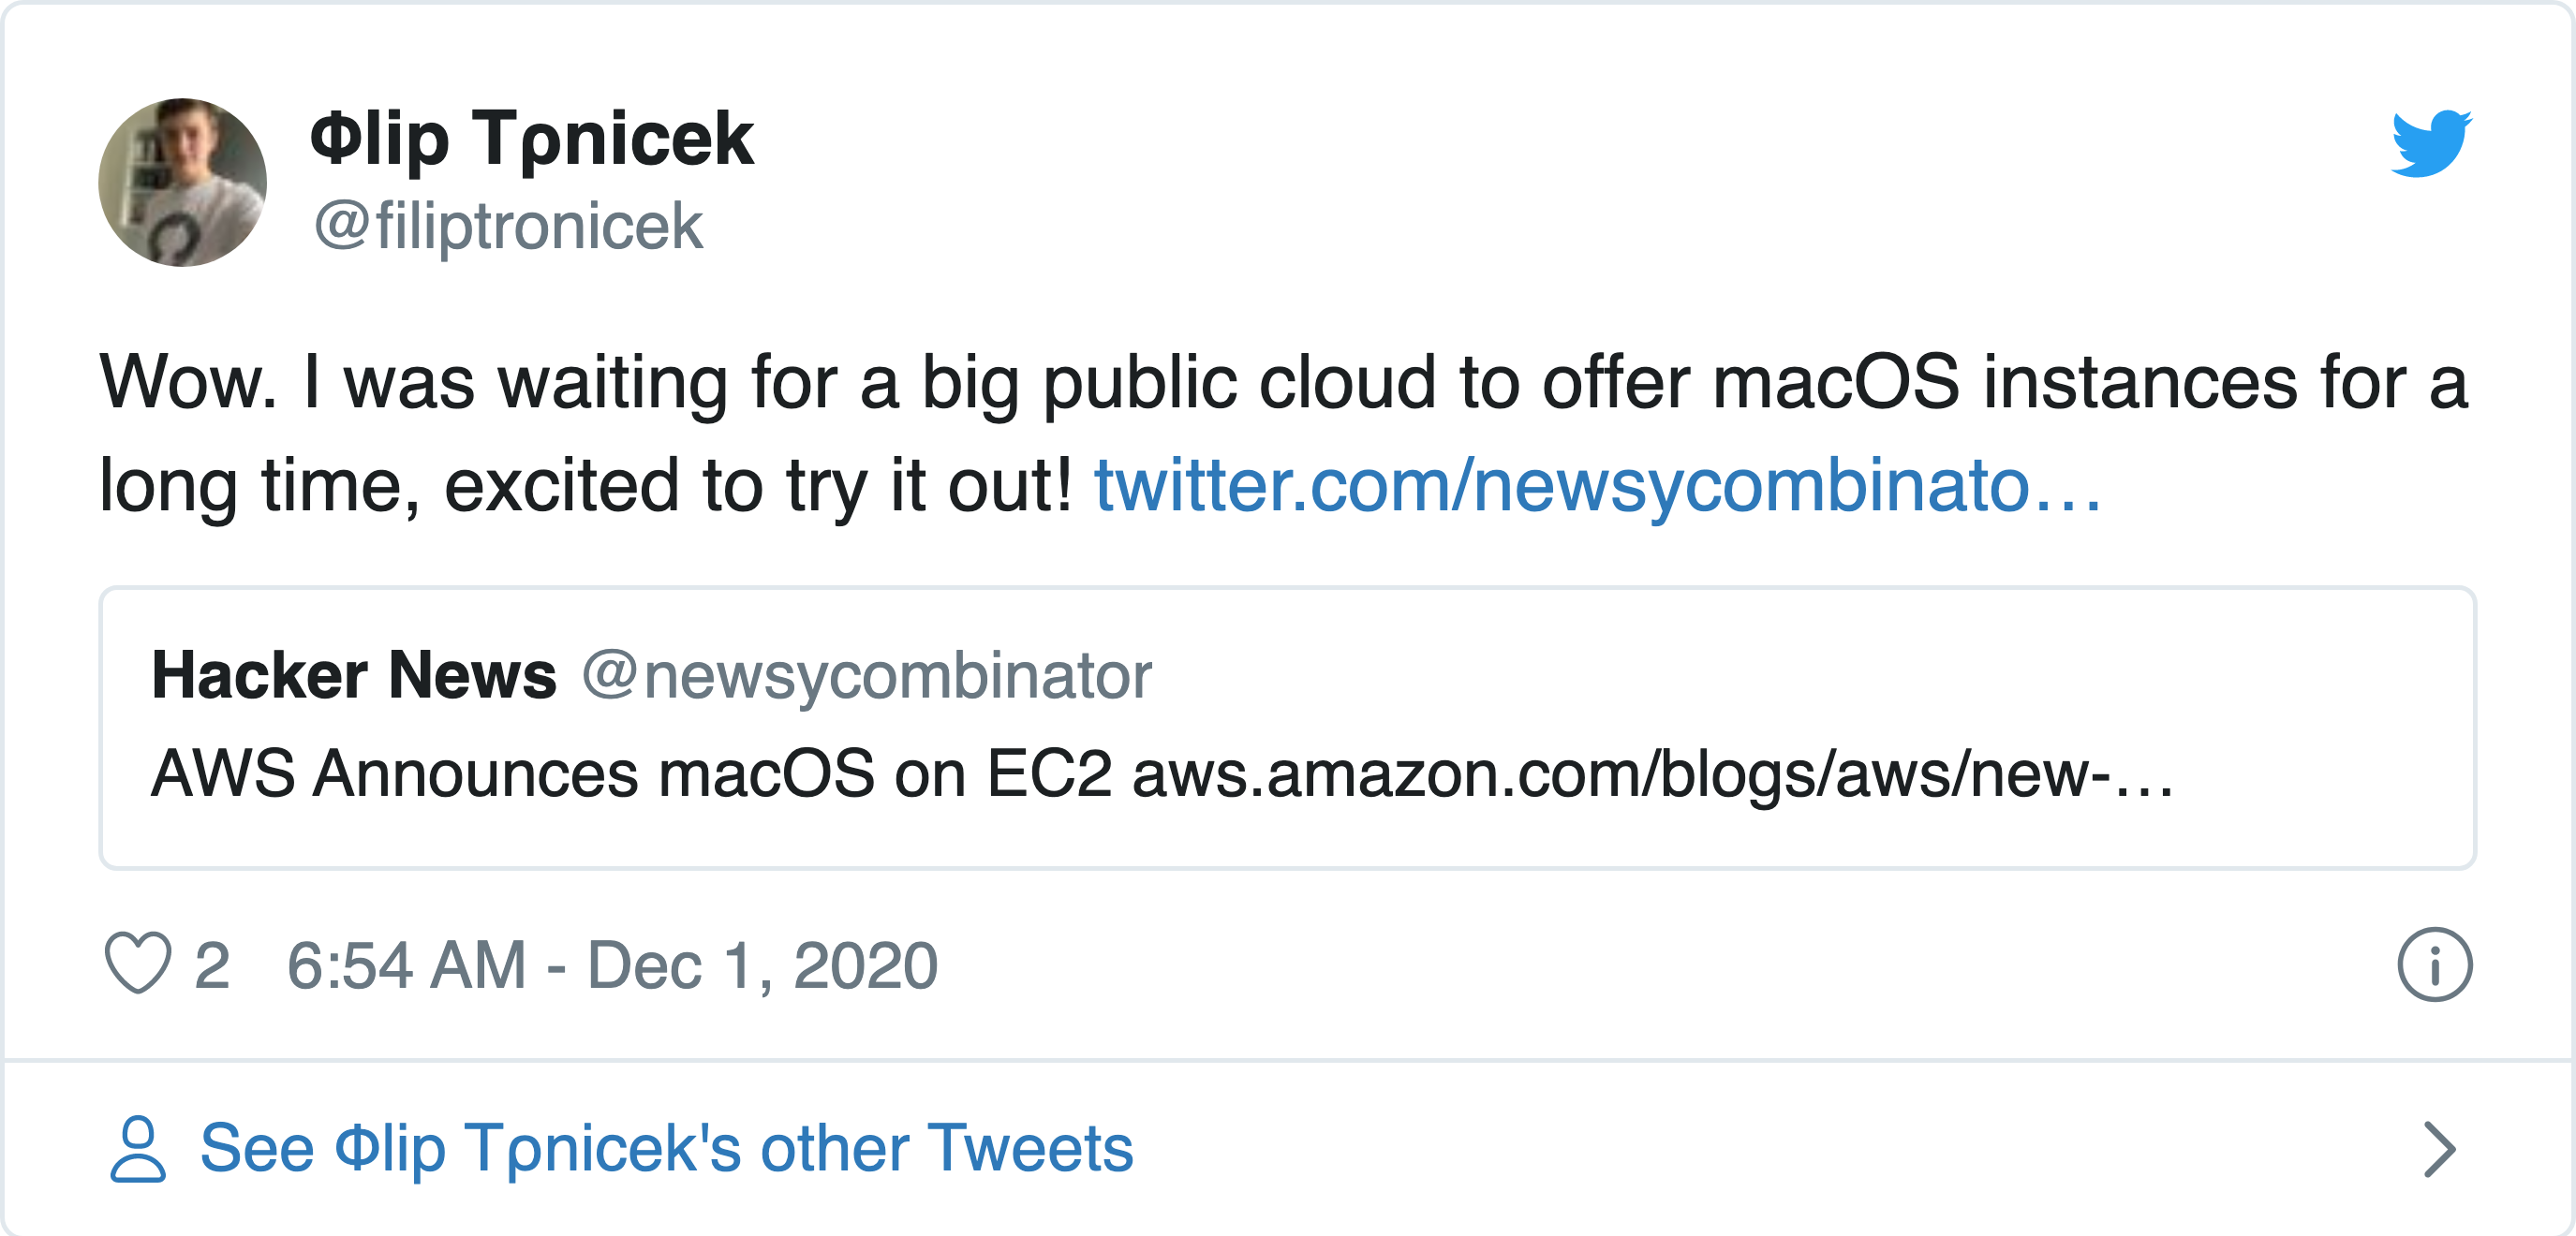 Φlip Tρnicek
@filiptronicek
Wow. I was waiting for a big public cloud to offer macOS instances for a
long time, excited to try it out! twitter.com/newsycombinato…
Hacker News @newsycombinator
AWS Announces macOS on EC2 aws.amazon.com/blogs/aws/new-…
2 6:54 AM - Dec 1, 2020
See Φlip Tρnicek's other Tweets